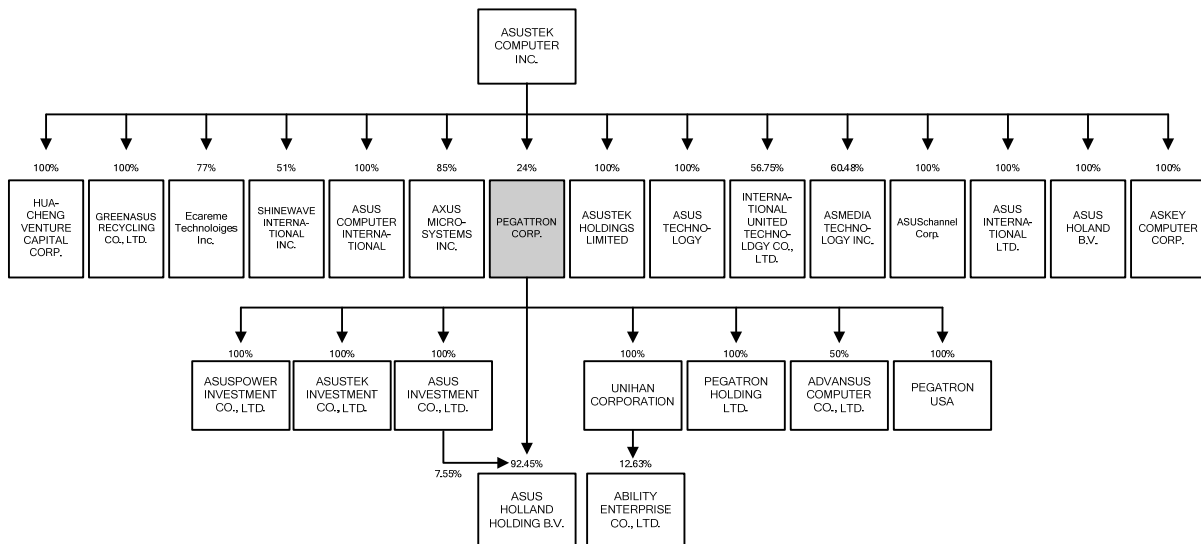 ASUSTEK
COMPUTER
INC.
100%
100%
77%
51%
100%
85%
24%
100%
100%
56.75%
60.48%
100%
100%
100%
100%
HUA-
CHENG
VENTURE
CAPITAL
CORP.
GREENASUS
RECYCLING
CO., LTD.
Ecareme
Technoloiges
Inc.
SHINEWAVE
INTERNA-
TIONAL
INC.
ASUS
COMPUTER
INTERNA-
TIONAL
AXUS
MICRO-
SYSTEMS
INC.
PEGATTRON
CORP.
ASUSTEK
HOLDINGS
LIMITED
ASUS
TECHNO-
LOGY
INTERNA-
TIONAL
UNITED
TECHNO-
LDGY CO.,
LTD.
ASMEDIA
TECHNO-
LOGY INC.
ASUSchannel
Corp.
ASUS
INTERNA-
TIONAL
LTD.
ASUS
HOLAND
B.V.
ASKEY
COMPUTER
CORP.
100%
100%
100%
100%
100%
50%
100%
ASUSPOWER
INVESTMENT
CO., LTD.
ASUSTEK
INVESTMENT
CO., LTD.
ASUS
INVESTMENT
CO., LTD.
UNIHAN
CORPORATION
PEGATRON
HOLDING
LTD.
ADVANSUS
COMPUTER
CO., LTD.
PEGATRON
USA
7.55%
92.45%
12.63%
ASUS
HOLLAND
HOLDING B.V.
ABILITY
ENTERPRISE
CO., LTD.